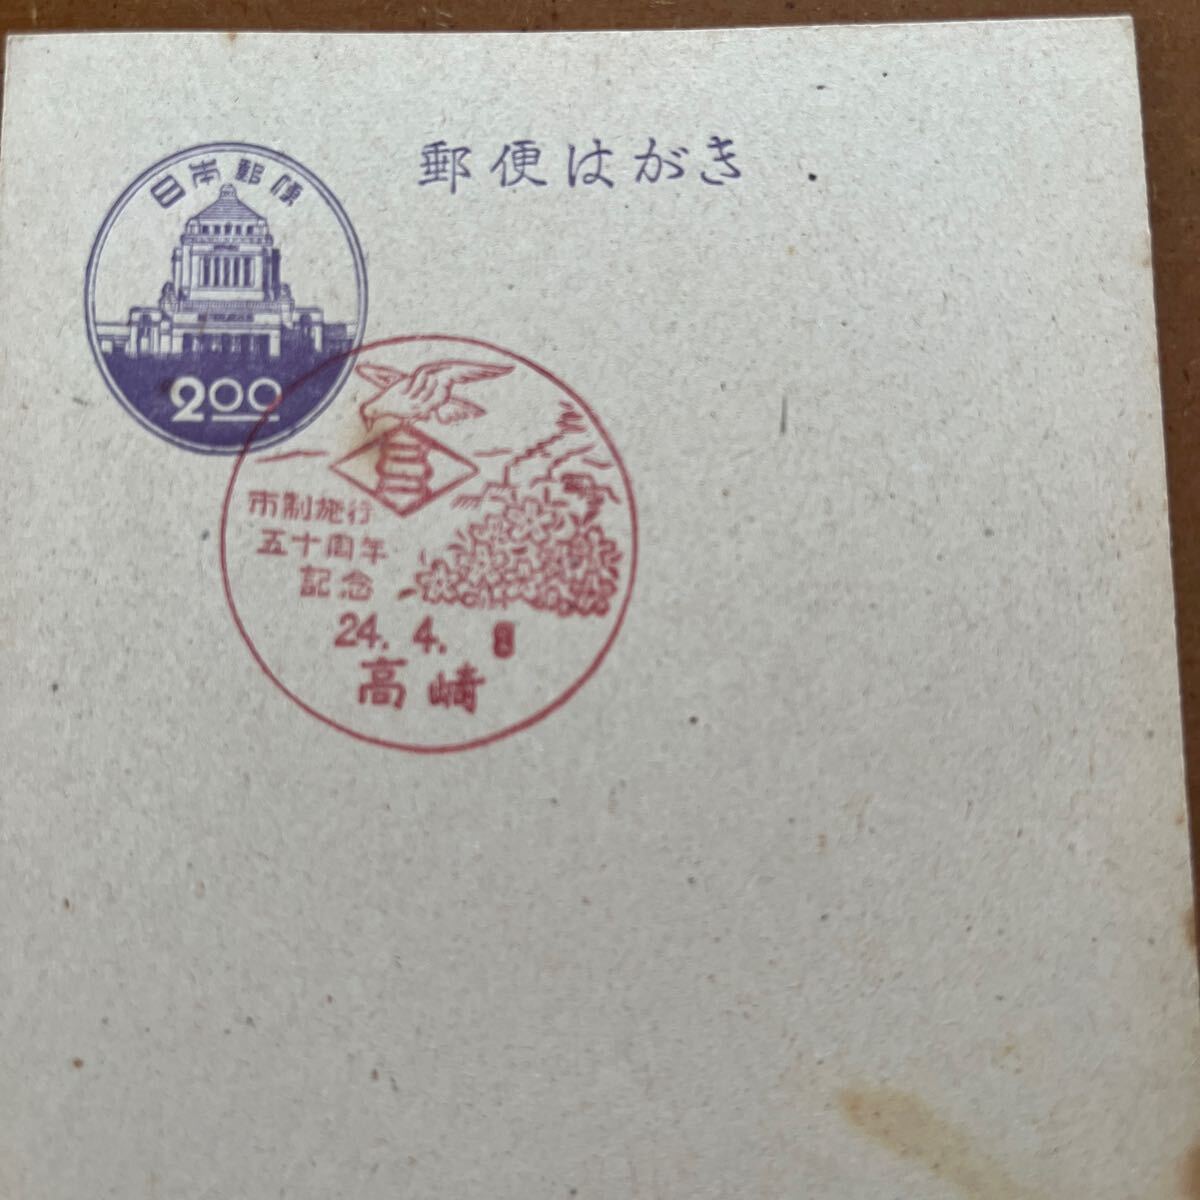 郵便はがき
日本郵便
2.00
市制施行
五十周年
記念
24. 4.
高崎